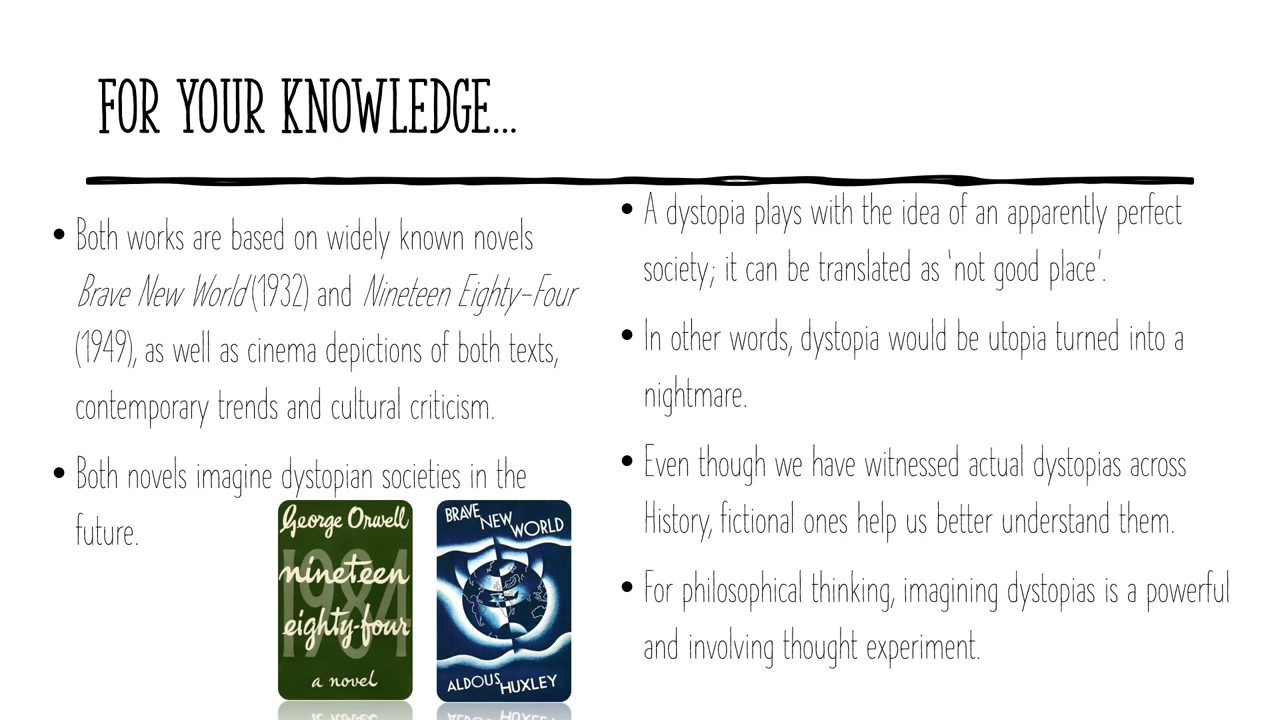 FOR YOUR KNOWLEDGE...
• Both works are based on widely known novels
Brave New World (1932) and Nineteen Eighty-Four
(1949), as well as cinema depictions of both texts,
contemporary trends and cultural criticism.
• Both novels imagine dystopian societies in the
future.
George Orwell
1984
nineteen
eighty-four
a novel
BRAVE NEW WORLD
ALDOUS HUXLEY
• A dystopia plays with the idea of an apparently perfect
society; it can be translated as 'not good place'.
• In other words, dystopia would be utopia turned into a
nightmare.
• Even though we have witnessed actual dystopias across
History, fictional ones help us better understand them.
• For philosophical thinking, imagining dystopias is a powerful
and involving thought experiment.